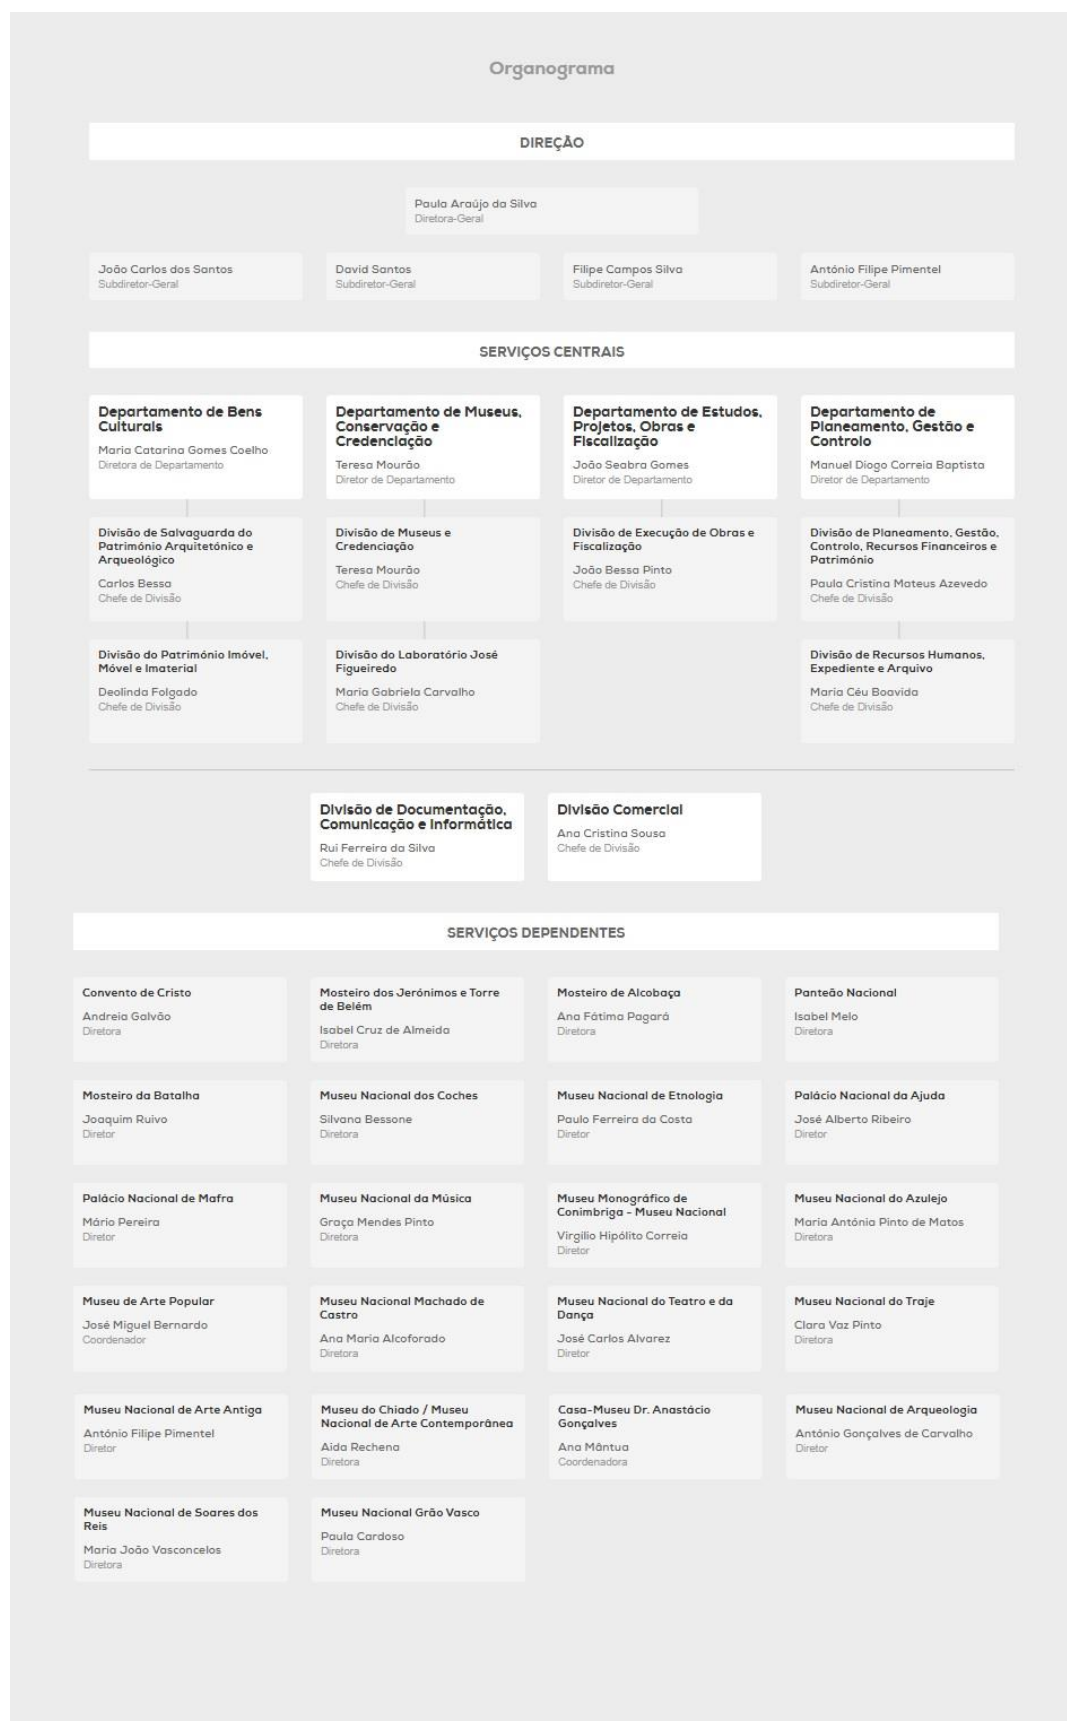 Organograma
DIREÇÃO
Paula Araújo da Silva
Diretora-Geral
João Carlos dos Santos
Subdiretor-Geral
David Santos
Subdiretor-Geral
Filipe Campos Silva
Subdiretor-Geral
António Filipe Pimentel
Subdiretor-Geral
SERVIÇOS CENTRAIS
Departamento de Bens
Culturais
Maria Catarina Gomes Coelho
Diretora de Departamento
Departamento de Museus,
Conservação e
Credenciação
Teresa Mourão
Diretor de Departamento
Departamento de Estudos,
Projetos, Obras e
Fiscalização
João Seabra Gomes
Diretor de Departamento
Departamento de
Planeamento, Gestão e
Controlo
Manuel Diogo Correia Baptista
Diretor de Departamento
Divisão de Salvaguarda do
Património Arquitetónico e
Arqueológico
Carlos Bessa
Chefe de Divisão
Divisão de Museus e
Credenciação
Teresa Mourão
Chefe de Divisão
Divisão de Execução de Obras e
Fiscalização
João Bessa Pinto
Chefe de Divisão
Divisão de Planeamento, Gestão,
Controlo, Recursos Financeiros e
Património
Paula Cristina Mateus Azevedo
Chefe de Divisão
Divisão do Património Imóvel,
Móvel e Imaterial
Deolinda Folgado
Chefe de Divisão
Divisão do Laboratório José
Figueiredo
Maria Gabriela Carvalho
Chefe de Divisão
Divisão de Recursos Humanos,
Expediente e Arquivo
Maria Céu Boavida
Chefe de Divisão
Divisão de Documentação,
Comunicação e Informática
Rui Ferreira da Silva
Chefe de Divisão
Divisão Comercial
Ana Cristina Sousa
Chefe de Divisão
SERVIÇOS DEPENDENTES
Convento de Cristo
Andreia Galvão
Diretora
Mosteiro dos Jerónimos e Torre
de Belém
Isabel Cruz de Almeida
Diretora
Mosteiro de Alcobaça
Ana Fátima Pagará
Diretora
Panteão Nacional
Isabel Melo
Diretora
Mosteiro da Batalha
Joaquim Ruivo
Diretor
Museu Nacional dos Coches
Silvana Bessone
Diretora
Museu Nacional de Etnologia
Paulo Ferreira da Costa
Diretor
Palácio Nacional da Ajuda
José Alberto Ribeiro
Diretor
Palácio Nacional de Mafra
Mário Pereira
Diretor
Museu Nacional da Música
Graça Mendes Pinto
Diretora
Museu Monográfico de
Conimbriga - Museu Nacional
Virgilio Hipólito Correia
Diretor
Museu Nacional do Azulejo
Maria Antónia Pinto de Matos
Diretora
Museu de Arte Popular
José Miguel Bernardo
Coordenador
Museu Nacional Machado de
Castro
Ana Maria Alcoforado
Diretora
Museu Nacional do Teatro e da
Dança
José Carlos Alvarez
Diretor
Museu Nacional do Traje
Clara Vaz Pinto
Diretora
Museu Nacional de Arte Antiga
António Filipe Pimentel
Diretor
Museu do Chiado / Museu
Nacional de Arte Contemporânea
Aida Rechena
Diretora
Casa-Museu Dr. Anastácio
Gonçalves
Ana Mântua
Coordenadora
Museu Nacional de Arqueologia
António Gonçalves de Carvalho
Diretor
Museu Nacional de Soares dos
Reis
Maria João Vasconcelos
Diretora
Museu Nacional Grão Vasco
Paula Cardoso
Diretora